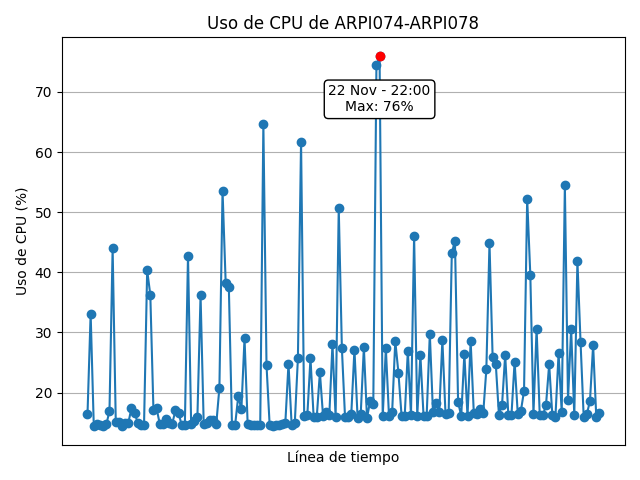 Uso de CPU de ARPI074-ARPI078
22 Nov - 22:00
Max: 76%
70
60
50
40
30
20
Uso de CPU (%)
Línea de tiempo